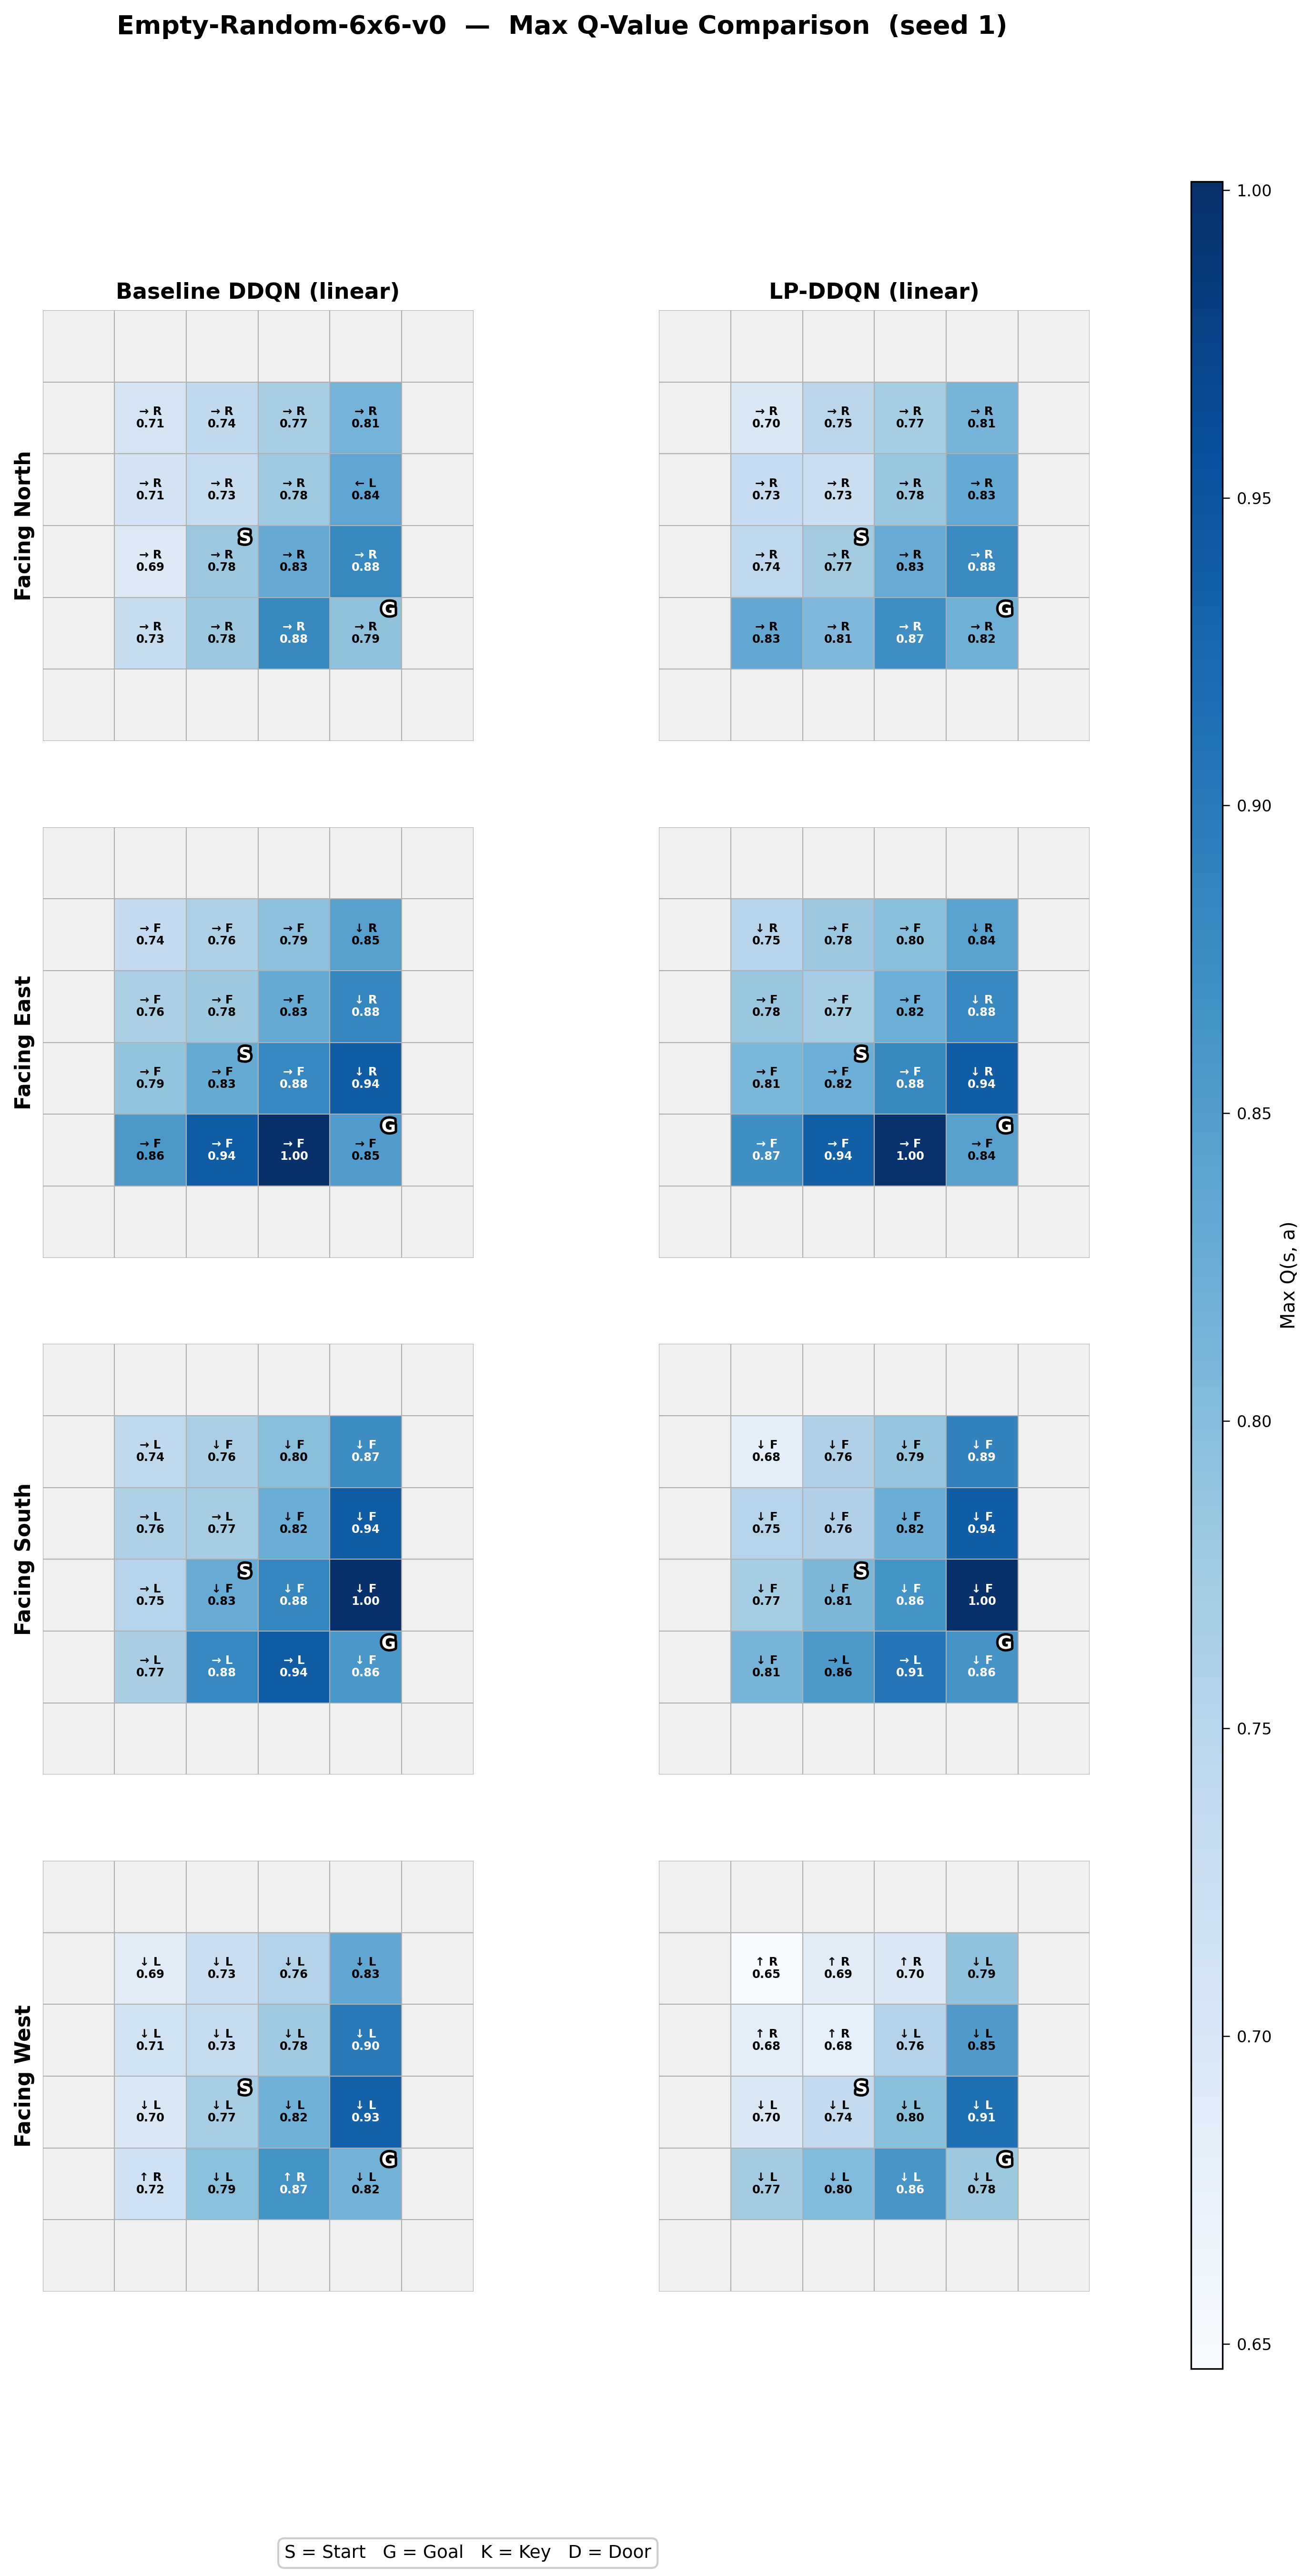 Empty-Random-6x6-v0 — Max Q-Value Comparison (seed 1)
Baseline DDQN (linear) LP-DDQN (linear)
Facing North
→ R → R → R → R → R → R → R → R
0.71 0.74 0.77 0.81 0.70 0.75 0.77 0.81
→ R → R → R ← L → R → R → R → R
0.71 0.73 0.78 0.84 0.73 0.73 0.78 0.83
S S
→ R → R → R → R → R → R → R → R
0.69 0.78 0.83 0.88 0.74 0.77 0.83 0.88
G G
→ R → R → R → R → R → R → R → R
0.73 0.78 0.88 0.79 0.83 0.81 0.87 0.82
Facing East
→ F → F → F ↓ R ↓ R → F → F ↓ R
0.74 0.76 0.79 0.85 0.75 0.78 0.80 0.84
→ F → F → F ↓ R → F → F → F ↓ R
0.76 0.78 0.83 0.88 0.78 0.77 0.82 0.88
S S
→ F → F → F ↓ R → F → F → F ↓ R
0.79 0.83 0.88 0.94 0.81 0.82 0.88 0.94
G G
→ F → F → F → F → F → F → F → F
0.86 0.94 1.00 0.85 0.87 0.94 1.00 0.84
Facing South
→ L ↓ F ↓ F ↓ F ↓ F ↓ F ↓ F ↓ F
0.74 0.76 0.80 0.87 0.68 0.76 0.79 0.89
→ L → L ↓ F ↓ F ↓ F ↓ F ↓ F ↓ F
0.76 0.77 0.82 0.94 0.75 0.76 0.82 0.94
S S
→ L ↓ F ↓ F ↓ F ↓ F ↓ F ↓ F ↓ F
0.75 0.83 0.88 1.00 0.77 0.81 0.86 1.00
G G
→ L → L → L ↓ F ↓ F → L → L ↓ F
0.77 0.88 0.94 0.86 0.81 0.86 0.91 0.86
Facing West
↓ L ↓ L ↓ L ↓ L ↑ R ↑ R ↑ R ↓ L
0.69 0.73 0.76 0.83 0.65 0.69 0.70 0.79
↓ L ↓ L ↓ L ↓ L ↑ R ↑ R ↓ L ↓ L
0.71 0.73 0.78 0.90 0.68 0.68 0.76 0.85
S S
↓ L ↓ L ↓ L ↓ L ↓ L ↓ L ↓ L ↓ L
0.70 0.77 0.82 0.93 0.70 0.74 0.80 0.91
G G
↑ R ↓ L ↑ R ↓ L ↓ L ↓ L ↓ L ↓ L
0.72 0.79 0.87 0.82 0.77 0.80 0.86 0.78
1.00
0.95
0.90
0.85
0.80
0.75
0.70
0.65
Max Q(s, a)
S = Start G = Goal K = Key D = Door